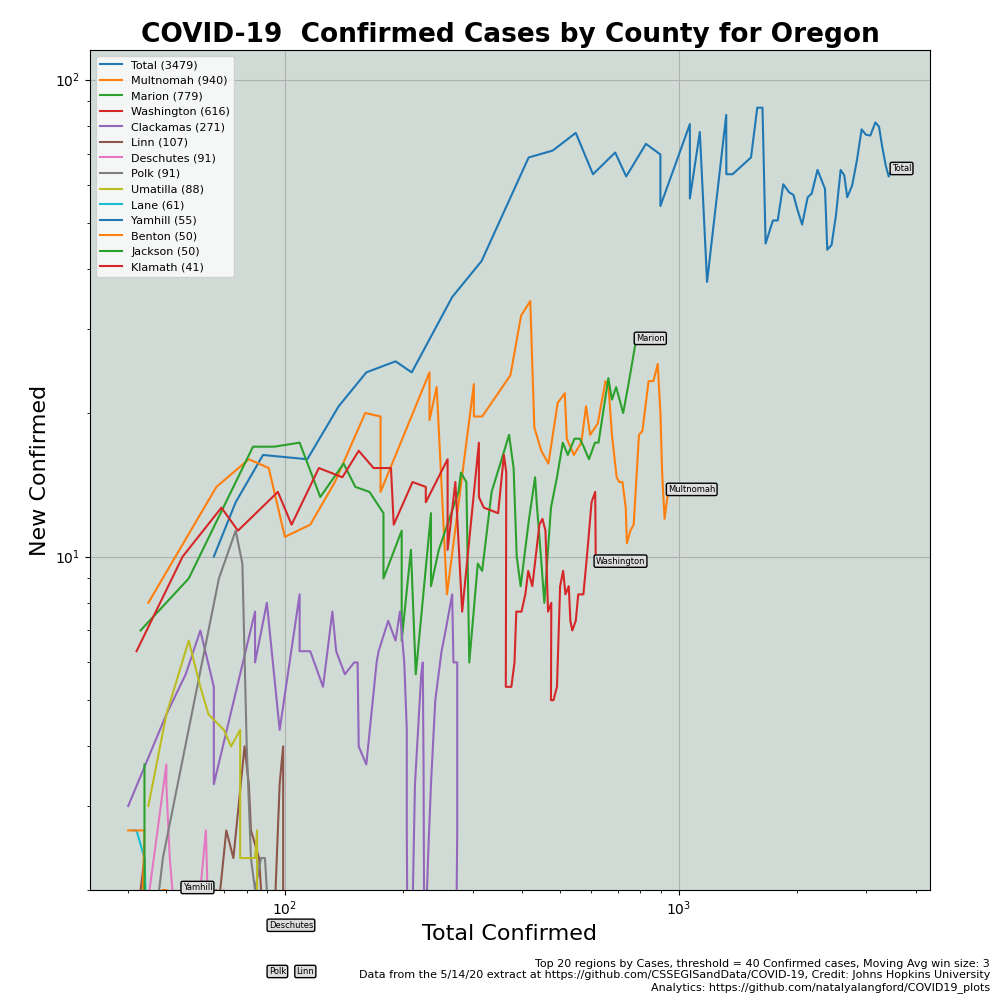 COVID-19  Confirmed Cases by County for Oregon
Total (3479)
Multnomah (940)
Marion (779)
Washington (616)
Clackamas (271)
Linn (107)
Deschutes (91)
Polk (91)
Umatilla (88)
Lane (61)
Yamhill (55)
Benton (50)
Jackson (50)
Klamath (41)
10²
10¹
New Confirmed
Total
Marion
Multnomah
Washington
Yamhill
10² 10³
Deschutes
Total Confirmed
Polk Linn
Top 20 regions by Cases, threshold = 40 Confirmed cases, Moving Avg win size: 3
Data from the 5/14/20 extract at https://github.com/CSSEGISandData/COVID-19, Credit: Johns Hopkins University
Analytics: https://github.com/natalyalangford/COVID19_plots